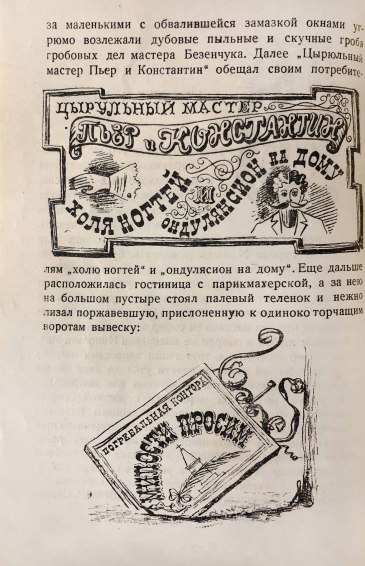 за маленькими с обвалившейся замазкой окнами уг-
рюмо возлежали дубовые пыльные и скучные гроба
гробовых дел мастера Безенчука. Далее „Цырюльный
мастер Пьер и Константин“ обещал своим потребите-
ЦЫРУЛЬНЫЙ МАСТЕР
ПЬЕР и КОНСТАНТИН
ХОЛЯ НОГТЕЙ
И
ОНДУЛЯСИОН НА ДОМУ
лям „холю ногтей“ и „ондулясион на дому“. Еще дальше
расположилась гостиница с парикмахерской, а за нею
на большом пустыре стоял палевый теленок и нежно
лизал поржавевшую, прислоненную к одиноко торчащим
воротам вывеску:
ПОГРЕБАЛЬНАЯ КОНТОРА
МИЛОСТИ ПРОСИМ